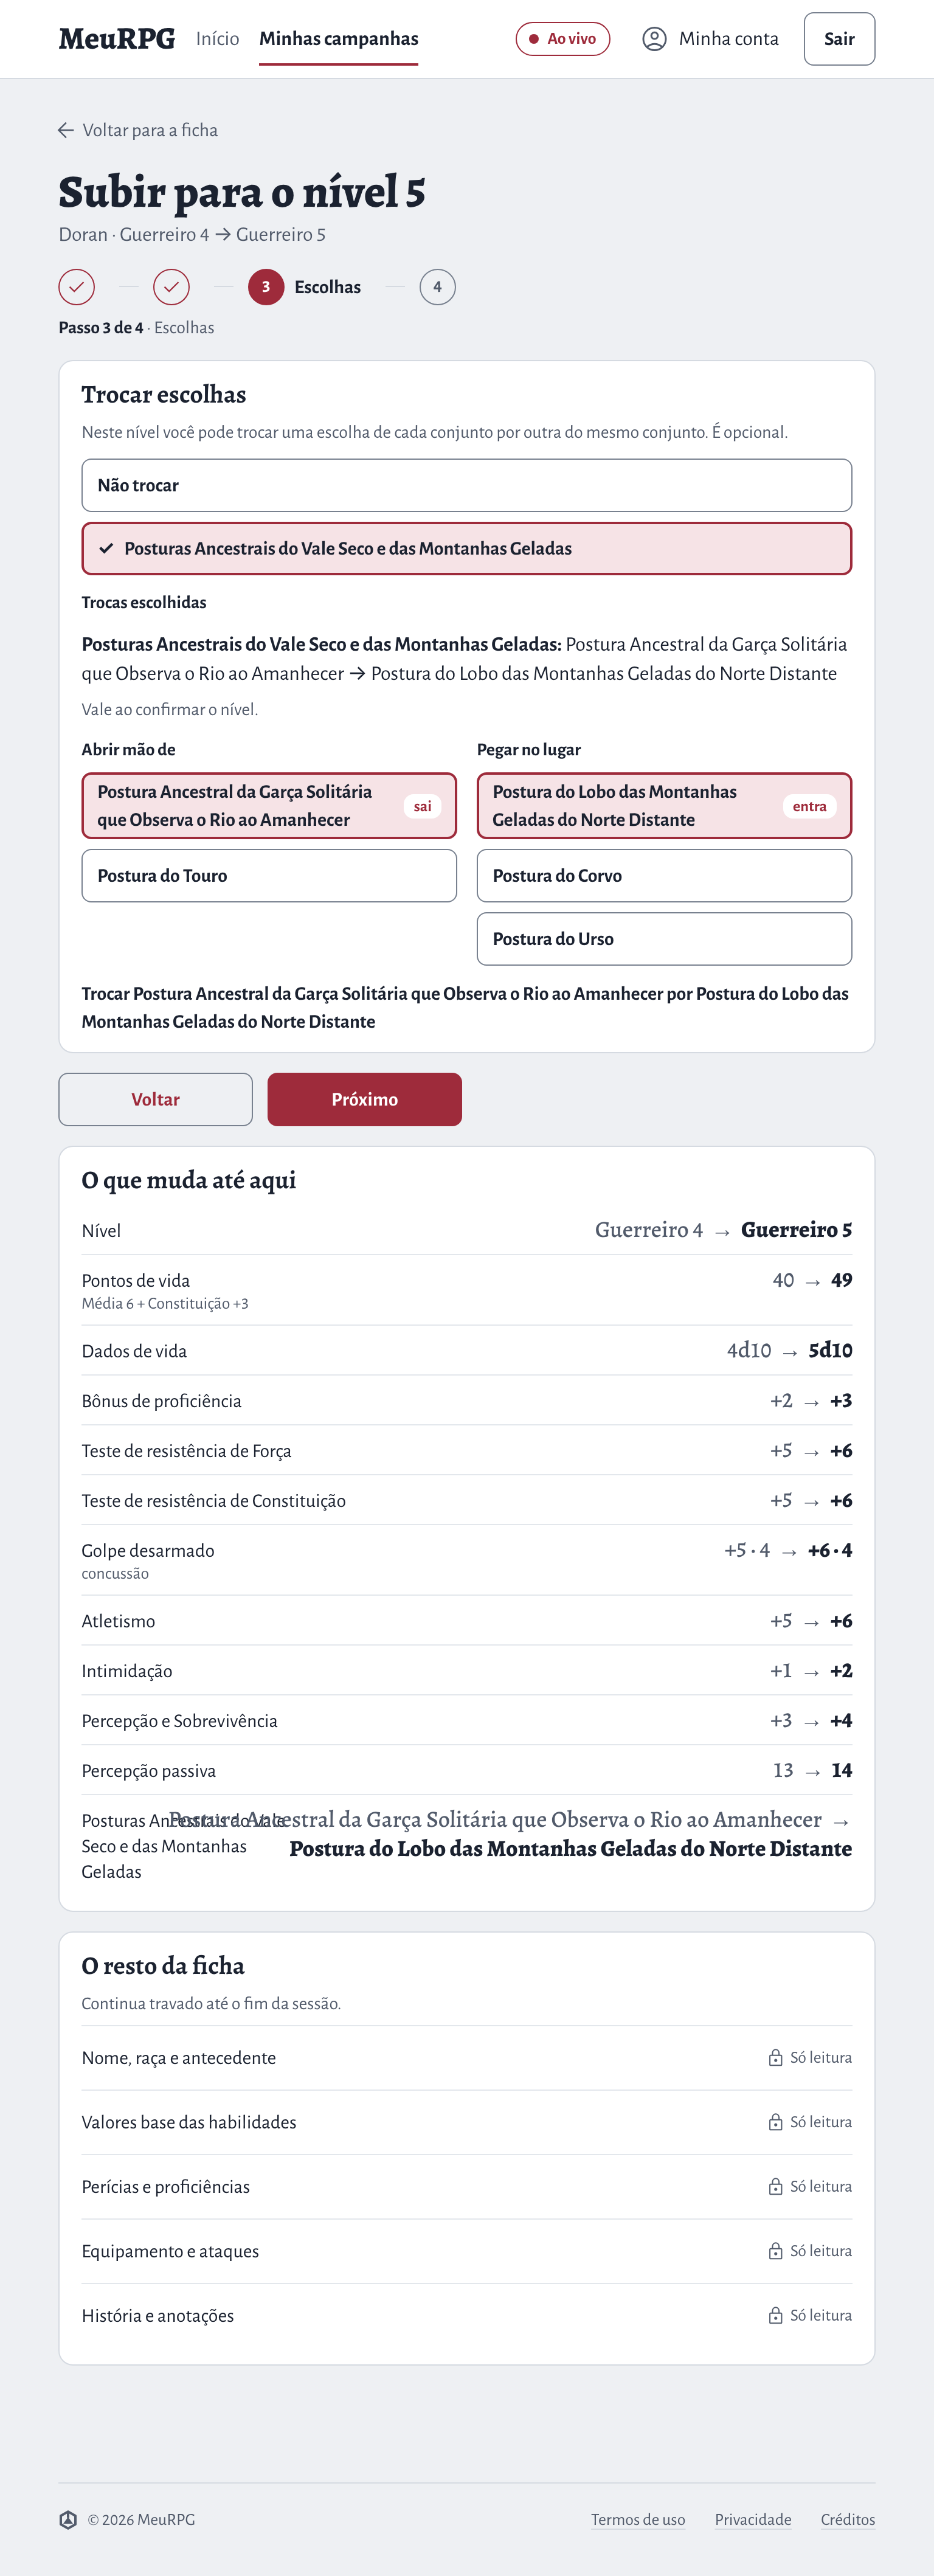 MeuRPG Início Minhas campanhas Ao vivo Minha conta Sair
Voltar para a ficha
Subir para o nível 5
Doran · Guerreiro 4 → Guerreiro 5
3 Escolhas 4
Passo 3 de 4 · Escolhas
Trocar escolhas
Neste nível você pode trocar uma escolha de cada conjunto por outra do mesmo conjunto. É opcional.
Não trocar
Posturas Ancestrais do Vale Seco e das Montanhas Geladas
Trocas escolhidas
Posturas Ancestrais do Vale Seco e das Montanhas Geladas: Postura Ancestral da Garça Solitária
que Observa o Rio ao Amanhecer → Postura do Lobo das Montanhas Geladas do Norte Distante
Vale ao confirmar o nível.
Abrir mão de
Postura Ancestral da Garça Solitária
que Observa o Rio ao Amanhecer
sai
Postura do Touro
Pegar no lugar
Postura do Lobo das Montanhas
Geladas do Norte Distante
entra
Postura do Corvo
Postura do Urso
Trocar Postura Ancestral da Garça Solitária que Observa o Rio ao Amanhecer por Postura do Lobo das
Montanhas Geladas do Norte Distante
Voltar Próximo
O que muda até aqui
Nível Guerreiro 4 → Guerreiro 5
Pontos de vida 40 → 49
Média 6 + Constituição +3
Dados de vida 4d10 → 5d10
Bônus de proficiência +2 → +3
Teste de resistência de Força +5 → +6
Teste de resistência de Constituição +5 → +6
Golpe desarmado +5 · 4 → +6 · 4
concussão
Atletismo +5 → +6
Intimidação +1 → +2
Percepção e Sobrevivência +3 → +4
Percepção passiva 13 → 14
Posturas Ancestrais do Vale
Seco e das Montanhas
Geladas
Postura Ancestral da Garça Solitária que Observa o Rio ao Amanhecer →
Postura do Lobo das Montanhas Geladas do Norte Distante
O resto da ficha
Continua travado até o fim da sessão.
Nome, raça e antecedente Só leitura
Valores base das habilidades Só leitura
Perícias e proficiências Só leitura
Equipamento e ataques Só leitura
História e anotações Só leitura
© 2026 MeuRPG Termos de uso Privacidade Créditos